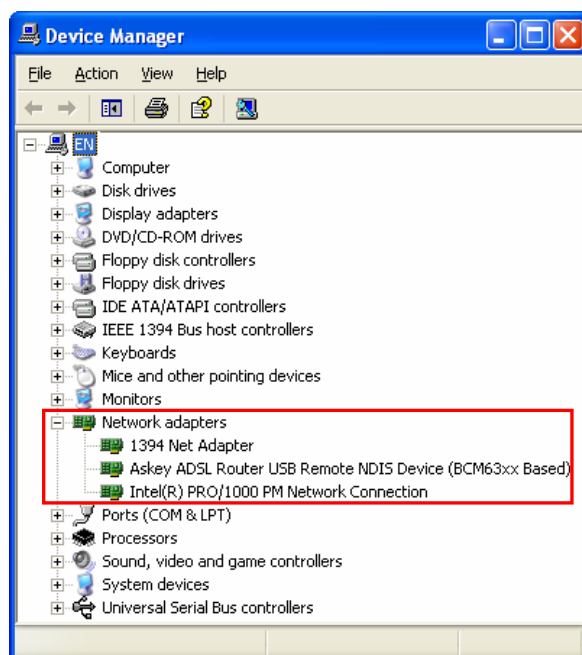 Device Manager
File Action View Help
EN
Computer
Disk drives
Display adapters
DVD/CD-ROM drives
Floppy disk controllers
Floppy disk drives
IDE ATA/ATAPI controllers
IEEE 1394 Bus host controllers
Keyboards
Mice and other pointing devices
Monitors
Network adapters
1394 Net Adapter
Askey ADSL Router USB Remote NDIS Device (BCM63xx Based)
Intel(R) PRO/1000 PM Network Connection
Ports (COM & LPT)
Processors
Sound, video and game controllers
System devices
Universal Serial Bus controllers